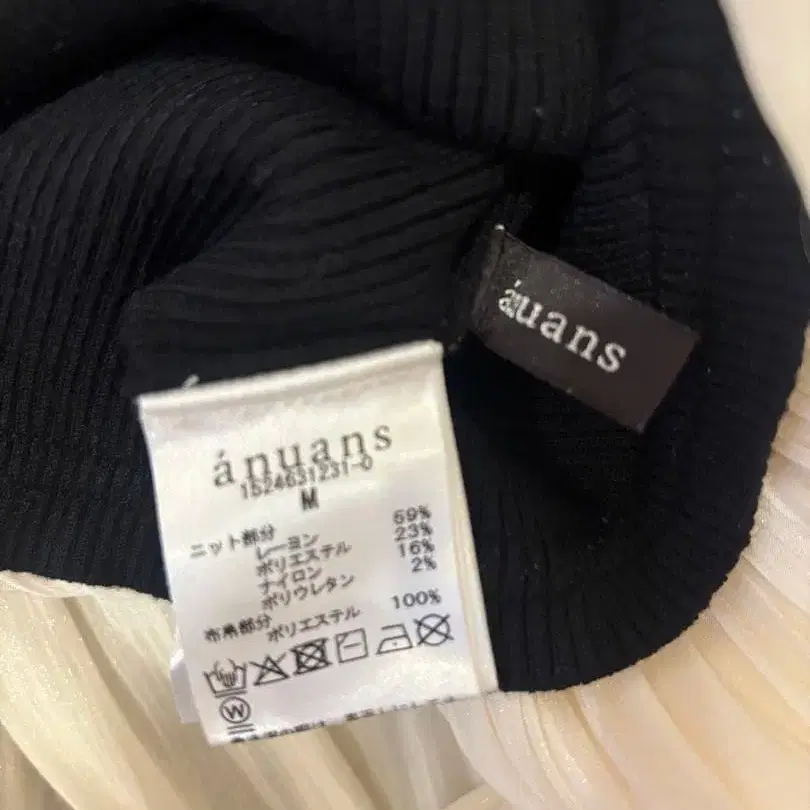 ánuans
ánuans
1524631231-0
M
ニット部分
レーヨン 59%
ポリエステル 23%
ナイロン 16%
ポリウレタン 2%
布帛部分
ポリエステル 100%
W